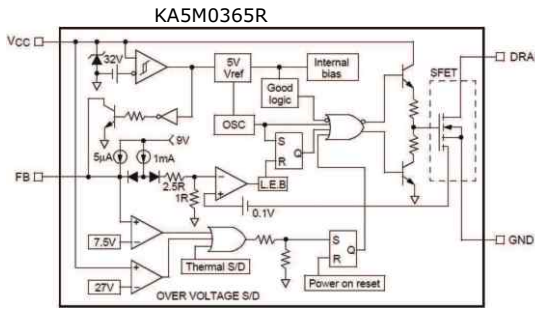 KA5M0365R
Vcc
DRAI
32V
5V
Vref
Internal
bias
SFET
Good
logic
OSC
9V
5μA
1mA
S
R
Q
FB
2.5R
1R
L.E.B
0.1V
GND
7.5V
Thermal S/D
S
R
Q
27V
Power on reset
OVER VOLTAGE S/D